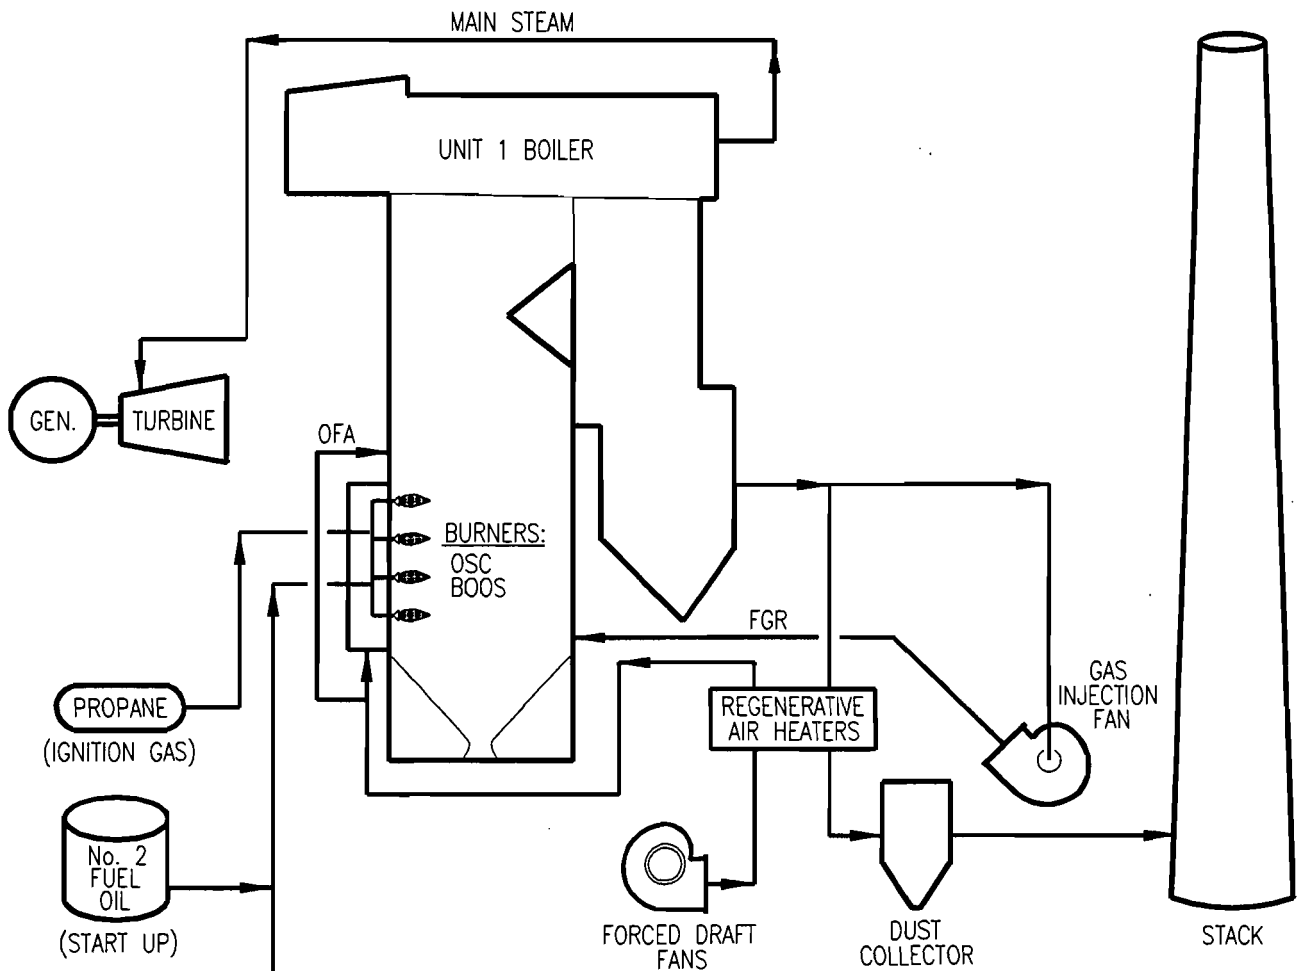 MAIN STEAM
UNIT 1 BOILER
GEN.
TURBINE
OFA
BURNERS:
OSC
BOOS
FGR
GAS
INJECTION
FAN
PROPANE
(IGNITION GAS)
REGENERATIVE
AIR HEATERS
No. 2
FUEL
OIL
(START UP)
FORCED DRAFT
FANS
DUST
COLLECTOR
STACK